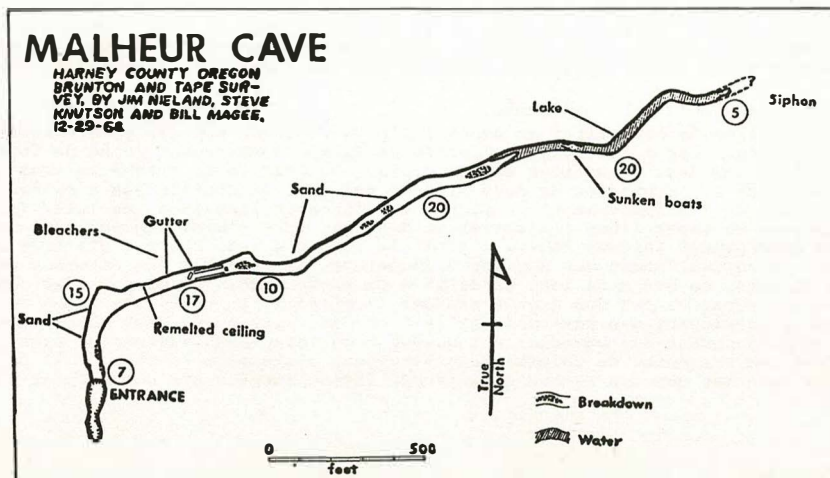 MALHEUR CAVE
HARNEY COUNTY OREGON
BRUNTON AND TAPE SUR-
VEY, BY JIM NIELAND, STEVE
KNUTSON AND BILL MAGEE,
12-29-68
?
5
Siphon
Lake
20
Sunken boats
Sand
20
Gutter
Bleachers
10
17
15
Sand
Remelted ceiling
7
ENTRANCE
True
North
Breakdown
Water
0 500
feet